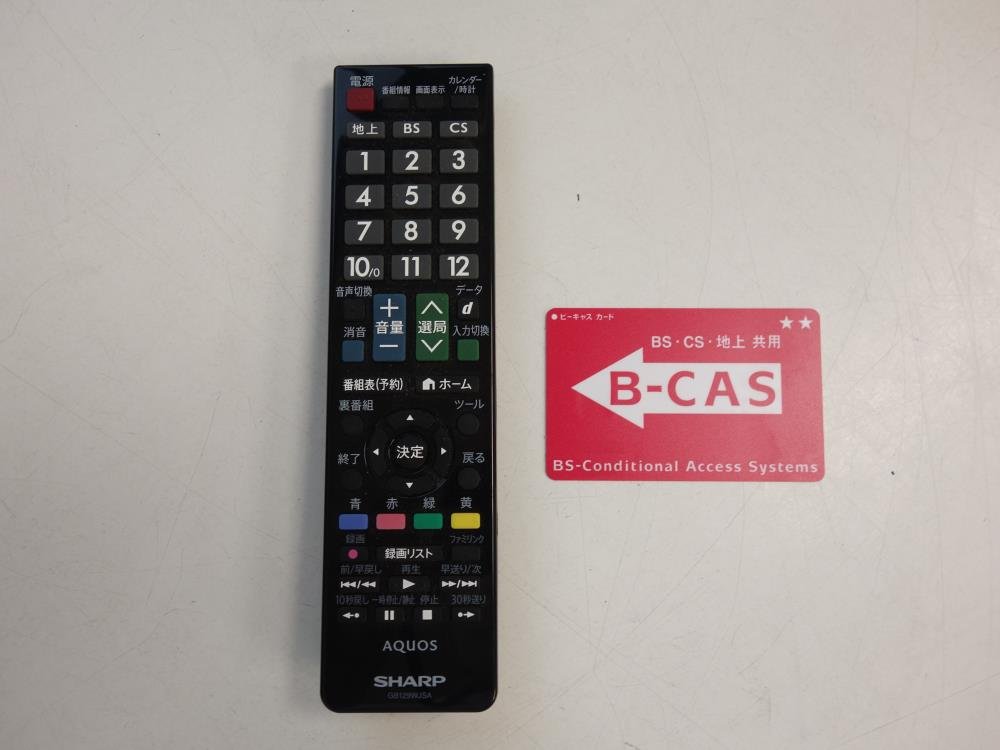 電源
番組情報 画面表示 カレンダー/時計
地上 BS CS
1 2 3
4 5 6
7 8 9
10/0 11 12
音声切換 データ
＋ ∧ d
消音 音量 選局 入力切換
－ ∨
番組表(予約) ホーム
裏番組 ツール
終了 決定 戻る
青 赤 緑 黄
録画 ファミリンク
録画リスト
前/早戻し 再生 早送り/次
10秒戻し 一時停止/静止 停止 30秒送り
AQUOS
SHARP
GB129WJSA
● ビーキャス カード ★★
BS・CS・地上 共用
B-CAS
BS-Conditional Access Systems